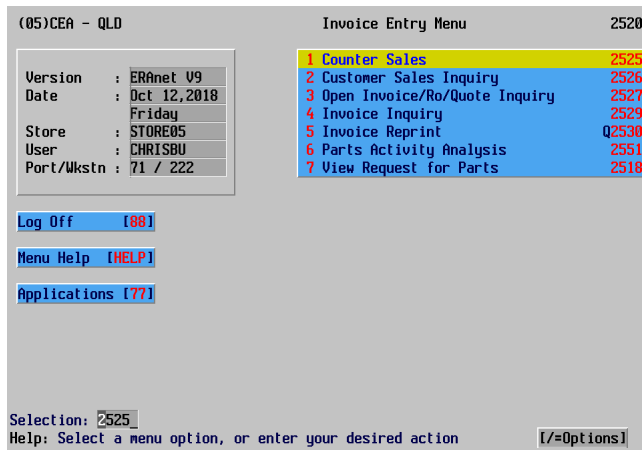 (05)CEA - QLD Invoice Entry Menu 2520
Version : ERAnet V9
Date : Oct 12,2018
Friday
Store : STORE05
User : CHRISBU
Port/Wkstn : 71 / 222
1 Counter Sales 2525
2 Customer Sales Inquiry 2526
3 Open Invoice/Ro/Quote Inquiry 2527
4 Invoice Inquiry 2529
5 Invoice Reprint Q2530
6 Parts Activity Analysis 2551
7 View Request for Parts 2518
Log Off [88]
Menu Help [HELP]
Applications [77]
Selection: 2525_
Help: Select a menu option, or enter your desired action [/=Options]